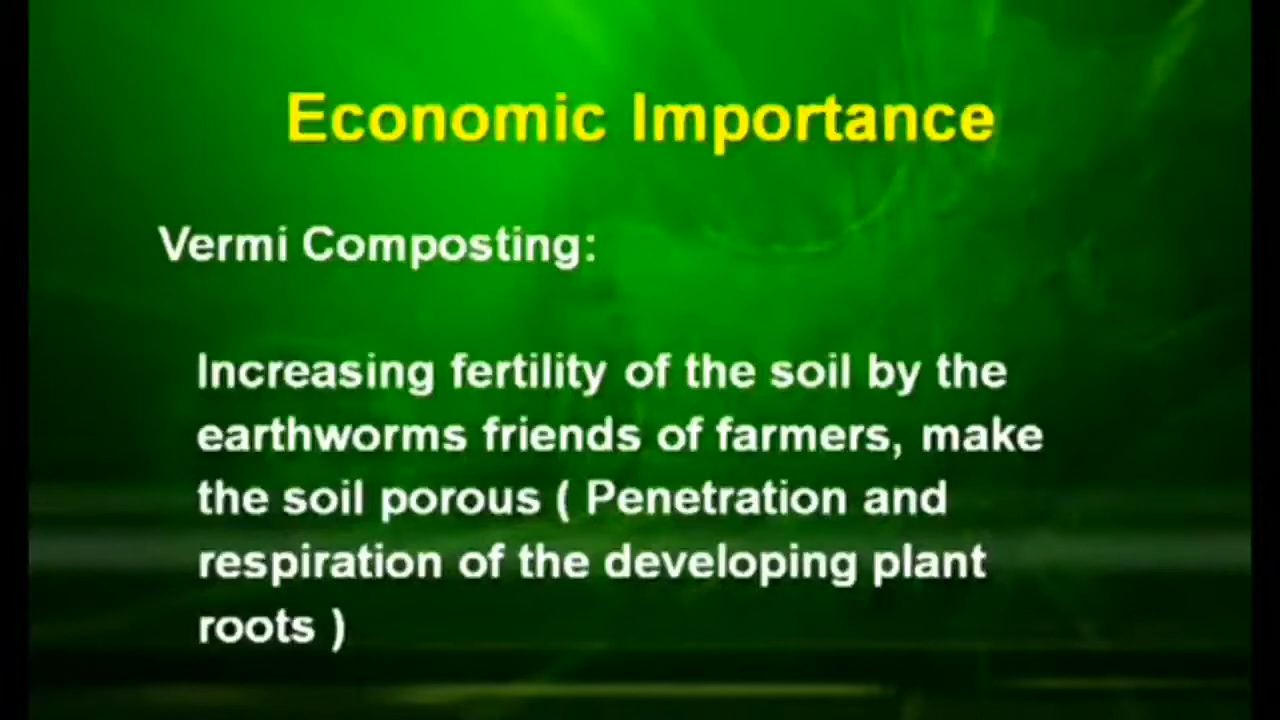 Economic Importance
Vermi Composting:
Increasing fertility of the soil by the
earthworms friends of farmers, make
the soil porous ( Penetration and
respiration of the developing plant
roots )